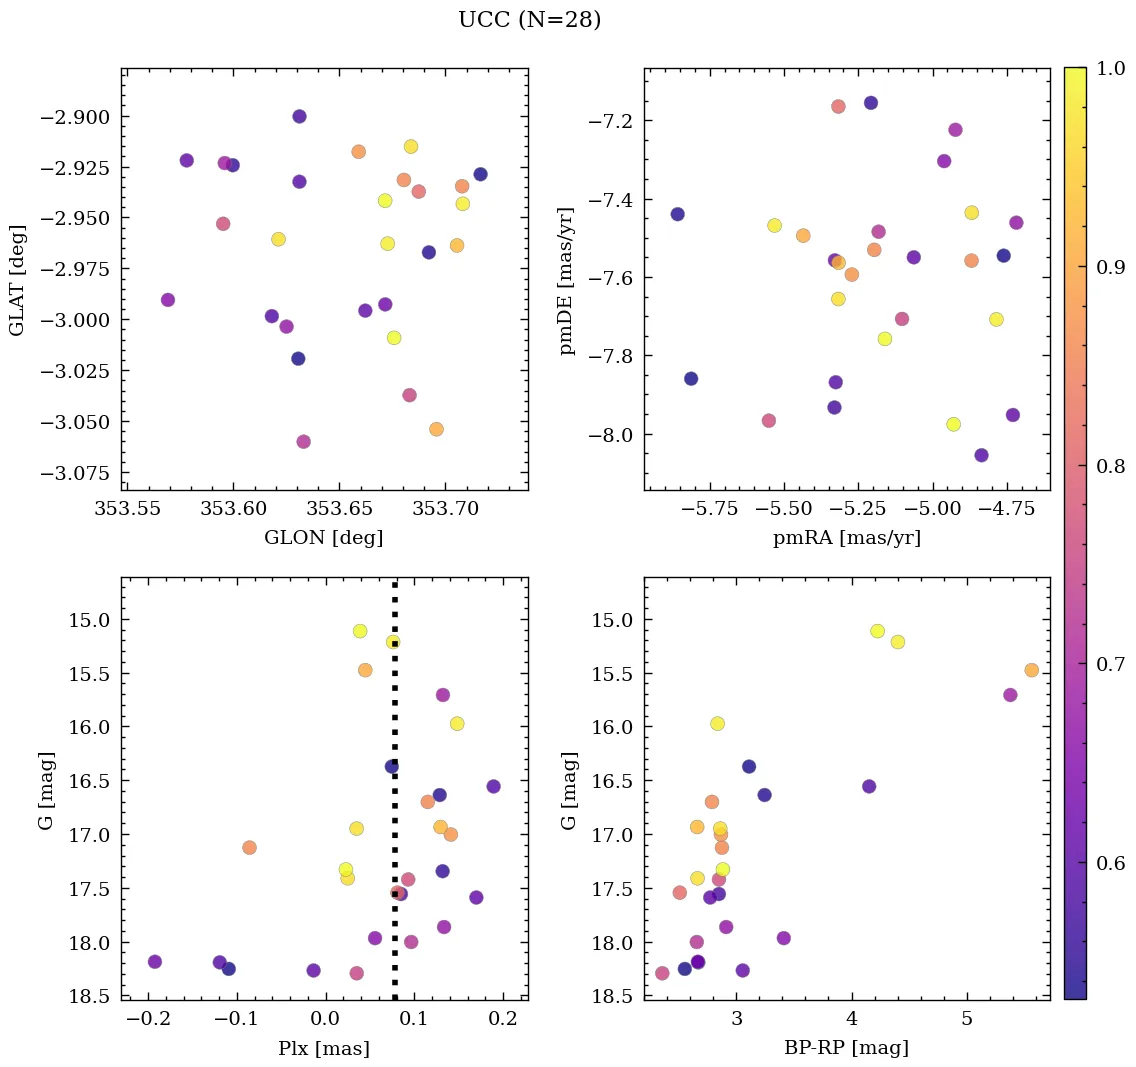 UCC (N=28)
−2.900
−2.925
−2.950
−2.975
−3.000
−3.025
−3.050
−3.075
GLAT [deg]
353.55 353.60 353.65 353.70
GLON [deg]
−7.2
−7.4
−7.6
−7.8
−8.0
pmDE [mas/yr]
−5.75 −5.50 −5.25 −5.00 −4.75
pmRA [mas/yr]
15.0
15.5
16.0
16.5
17.0
17.5
18.0
18.5
G [mag]
−0.2 −0.1 0.0 0.1 0.2
Plx [mas]
15.0
15.5
16.0
16.5
17.0
17.5
18.0
18.5
G [mag]
3 4 5
BP-RP [mag]
1.0
0.9
0.8
0.7
0.6